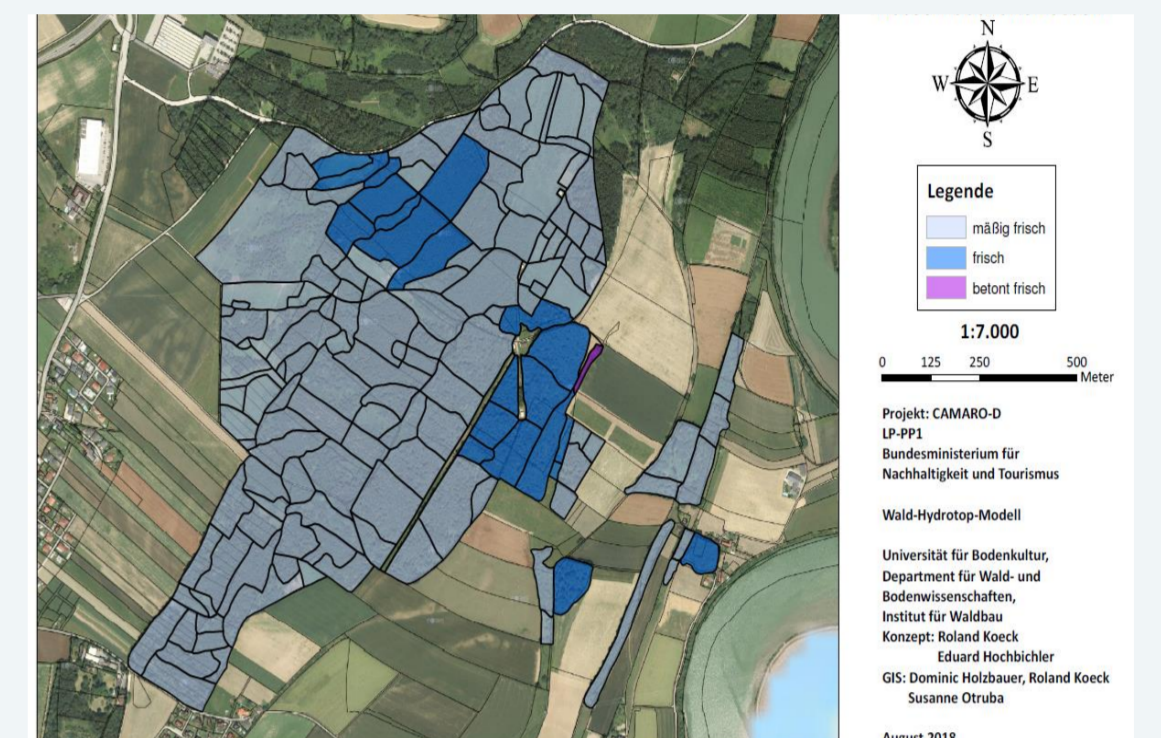 N
W E
S
Legende
mäßig frisch
frisch
betont frisch
1:7.000
0 125 250 500
Meter
Projekt: CAMARO-D
LP-PP1
Bundesministerium für
Nachhaltigkeit und Tourismus
Wald-Hydrotop-Modell
Universität für Bodenkultur,
Department für Wald- und
Bodenwissenschaften,
Institut für Waldbau
Konzept: Roland Koeck
Eduard Hochbichler
GIS: Dominic Holzbauer, Roland Koeck
Susanne Otruba
August 2018